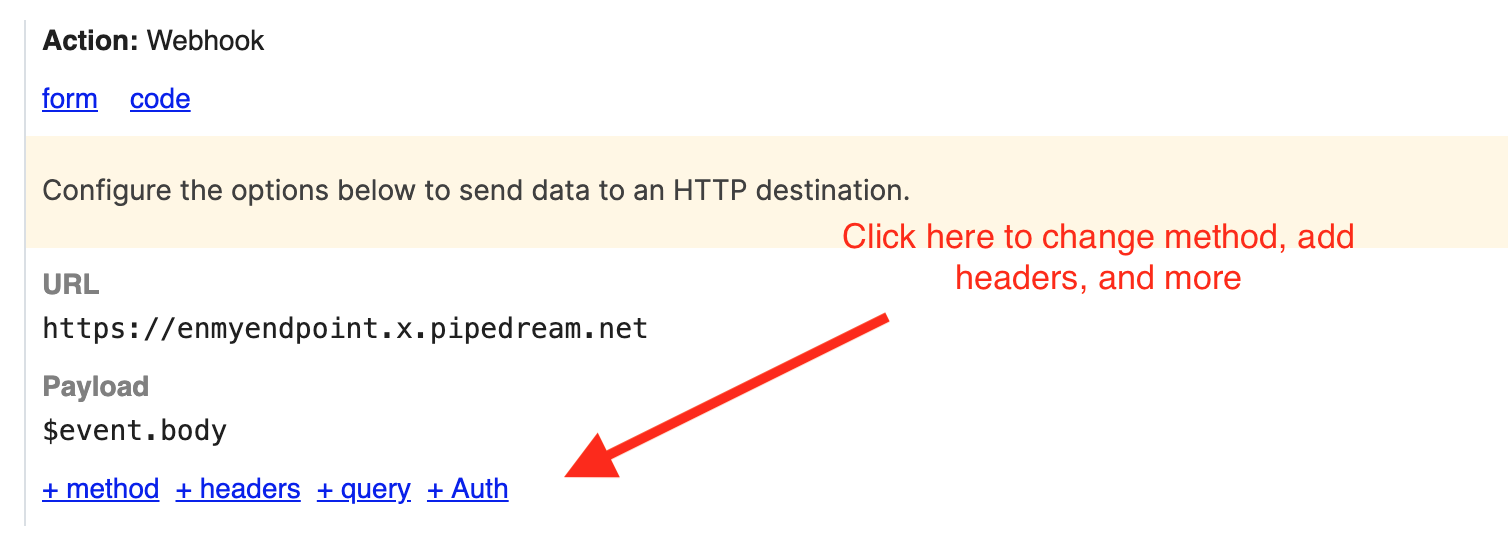 Action: Webhook
form code
Configure the options below to send data to an HTTP destination.
Click here to change method, add
headers, and more
URL
https://enmyendpoint.x.pipedream.net
Payload
$event.body
+ method + headers + query + Auth